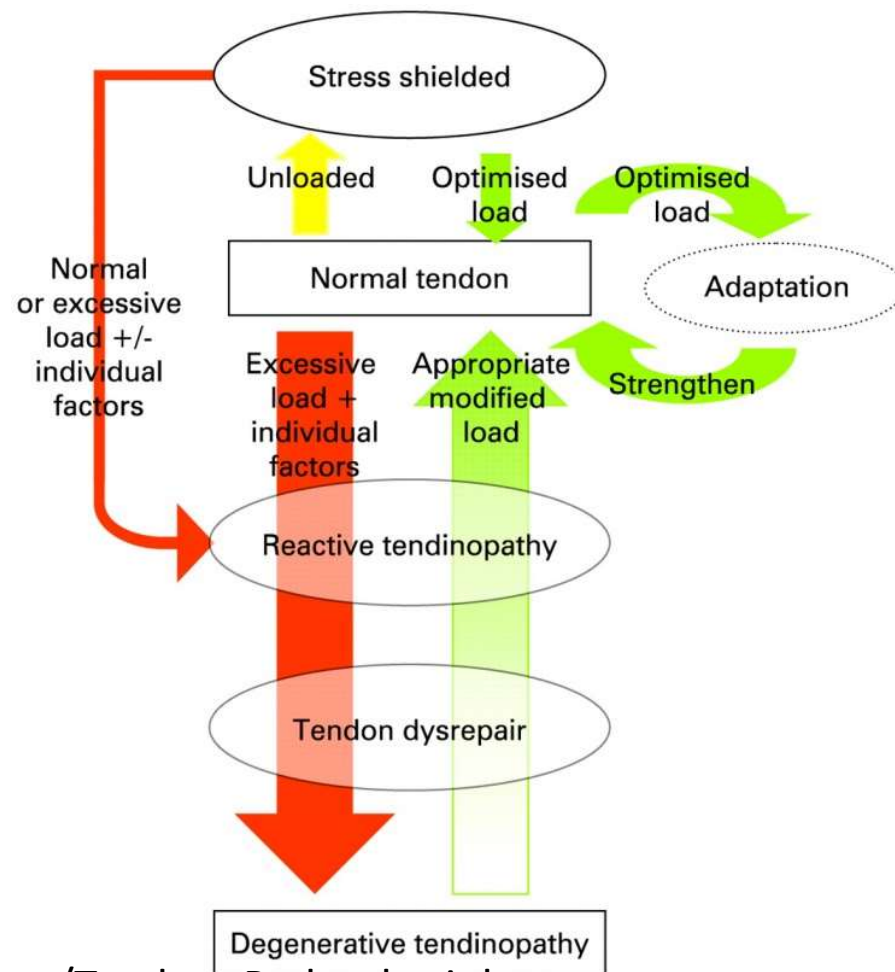 Stress shielded
Unloaded
Optimised
load
Optimised
load
Normal
or excessive
load +/-
individual
factors
Normal tendon
Adaptation
Excessive
load +
individual
factors
Appropriate
modified
load
Strengthen
Reactive tendinopathy
Tendon dysrepair
Degenerative tendinopathy